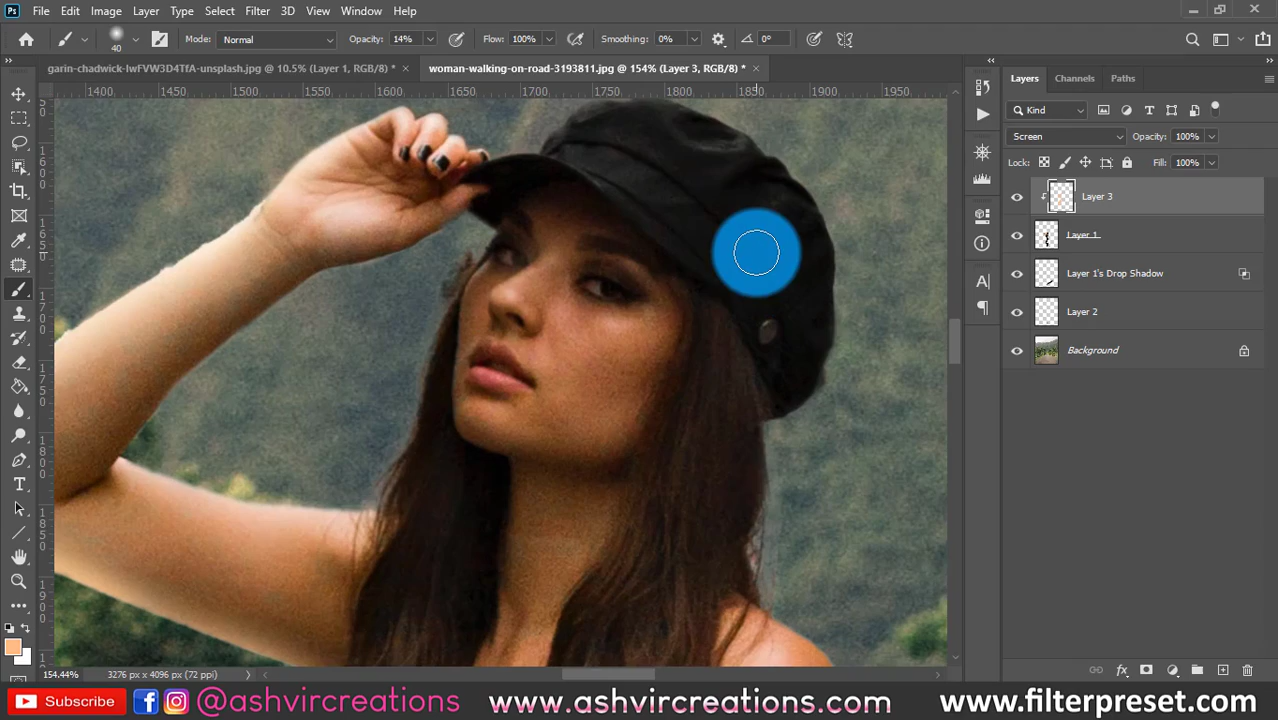 Ps File Edit Image Layer Type Select Filter 3D View Window Help
40 Mode: Normal Opacity: 14% Flow: 100% Smoothing: 0% 0°
garin-chadwick-IwFVW3D4TfA-unsplash.jpg @ 10.5% (Layer 1, RGB/8) * × woman-walking-on-road-3193811.jpg @ 154% (Layer 3, RGB/8) * ×
1400 1450 1500 1550 1600 1650 1700 1750 1800 1850 1900 1950
Layers Channels Paths
Kind
Screen Opacity: 100%
Lock: Fill: 100%
Layer 3
Layer 1
Layer 1's Drop Shadow
Layer 2
Background
154.44% 3276 px x 4096 px (72 ppi)
Subscribe @ashvircreations www.ashvircreations.com www.filterpreset.com